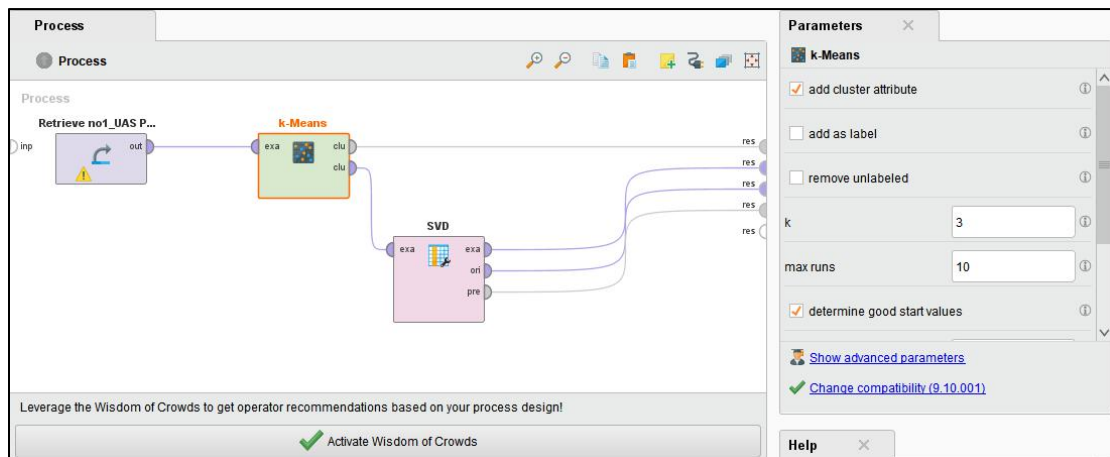 Process
Process
Process
inp
Retrieve no1_UAS P...
out
k-Means
exa
clu
clu
SVD
exa
exa
ori
pre
res
res
res
res
res
Leverage the Wisdom of Crowds to get operator recommendations based on your process design!
Activate Wisdom of Crowds
Parameters
k-Means
add cluster attribute
add as label
remove unlabeled
k
3
max runs
10
determine good start values
Show advanced parameters
Change compatibility (9.10.001)
Help